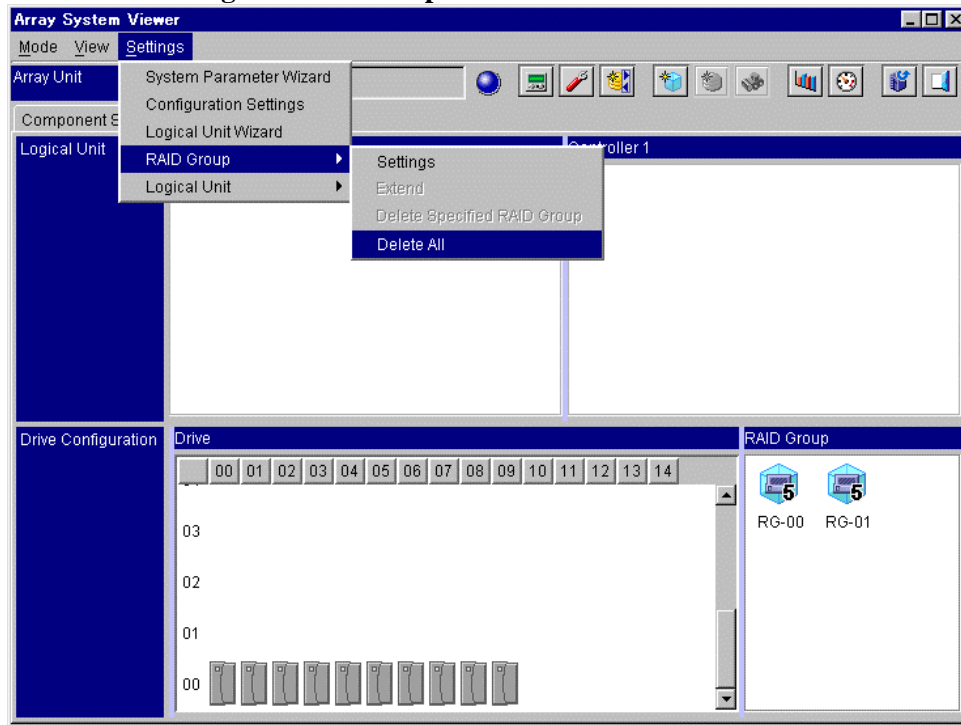 Array System Viewer
Mode View Settings
Array Unit
System Parameter Wizard
Configuration Settings
Logical Unit Wizard
RAID Group
Logical Unit
Settings
Extend
Delete Specified RAID Group
Delete All
Logical Unit
Drive Configuration
Drive
00 01 02 03 04 05 06 07 08 09 10 11 12 13 14
03
02
01
00
RAID Group
5 5
RG-00 RG-01